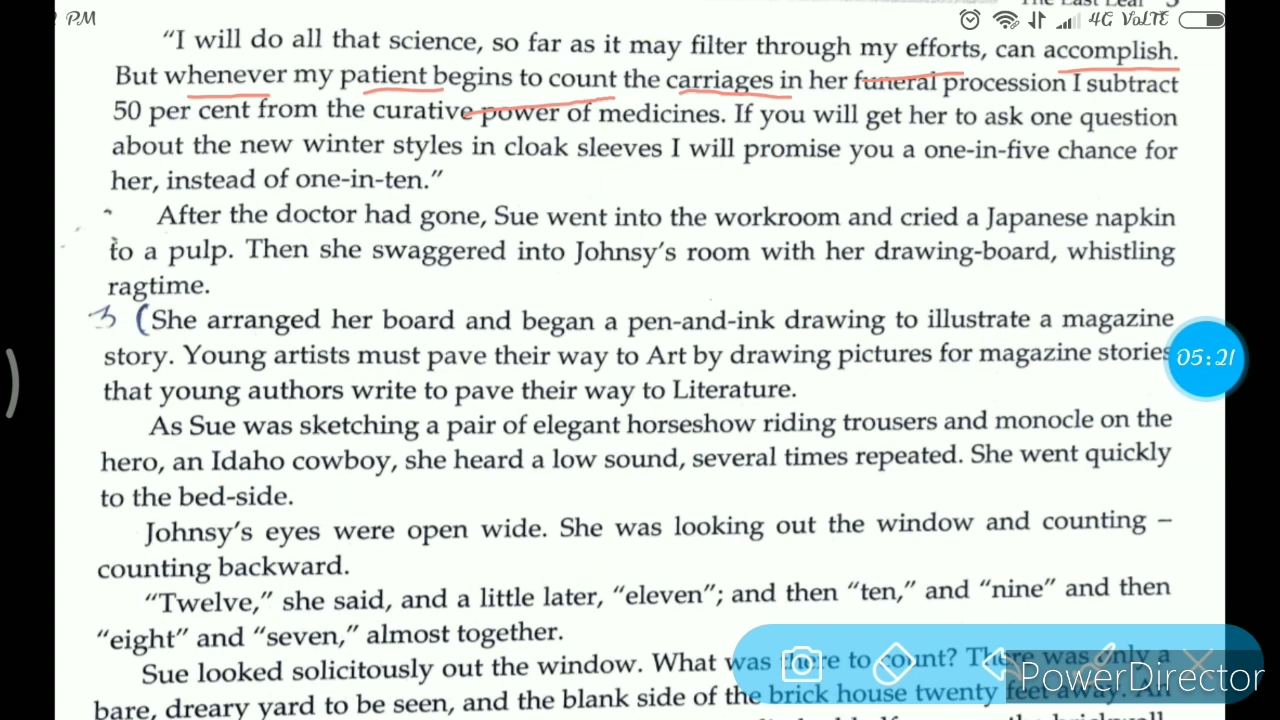 PM
4G VoLTE
The Last Leaf
"I will do all that science, so far as it may filter through my efforts, can accomplish.
But whenever my patient begins to count the carriages in her funeral procession I subtract
50 per cent from the curative power of medicines. If you will get her to ask one question
about the new winter styles in cloak sleeves I will promise you a one-in-five chance for
her, instead of one-in-ten."
After the doctor had gone, Sue went into the workroom and cried a Japanese napkin
to a pulp. Then she swaggered into Johnsy's room with her drawing-board, whistling
ragtime.
3 (She arranged her board and began a pen-and-ink drawing to illustrate a magazine
story. Young artists must pave their way to Art by drawing pictures for magazine stories
05:21
that young authors write to pave their way to Literature.
As Sue was sketching a pair of elegant horseshow riding trousers and monocle on the
hero, an Idaho cowboy, she heard a low sound, several times repeated. She went quickly
to the bed-side.
Johnsy's eyes were open wide. She was looking out the window and counting –
counting backward.
"Twelve," she said, and a little later, "eleven"; and then "ten," and "nine" and then
"eight" and "seven," almost together.
Sue looked solicitously out the window. What was there to count? There was only a
PowerDirector
bare, dreary yard to be seen, and the blank side of the brick house twenty feet away. An